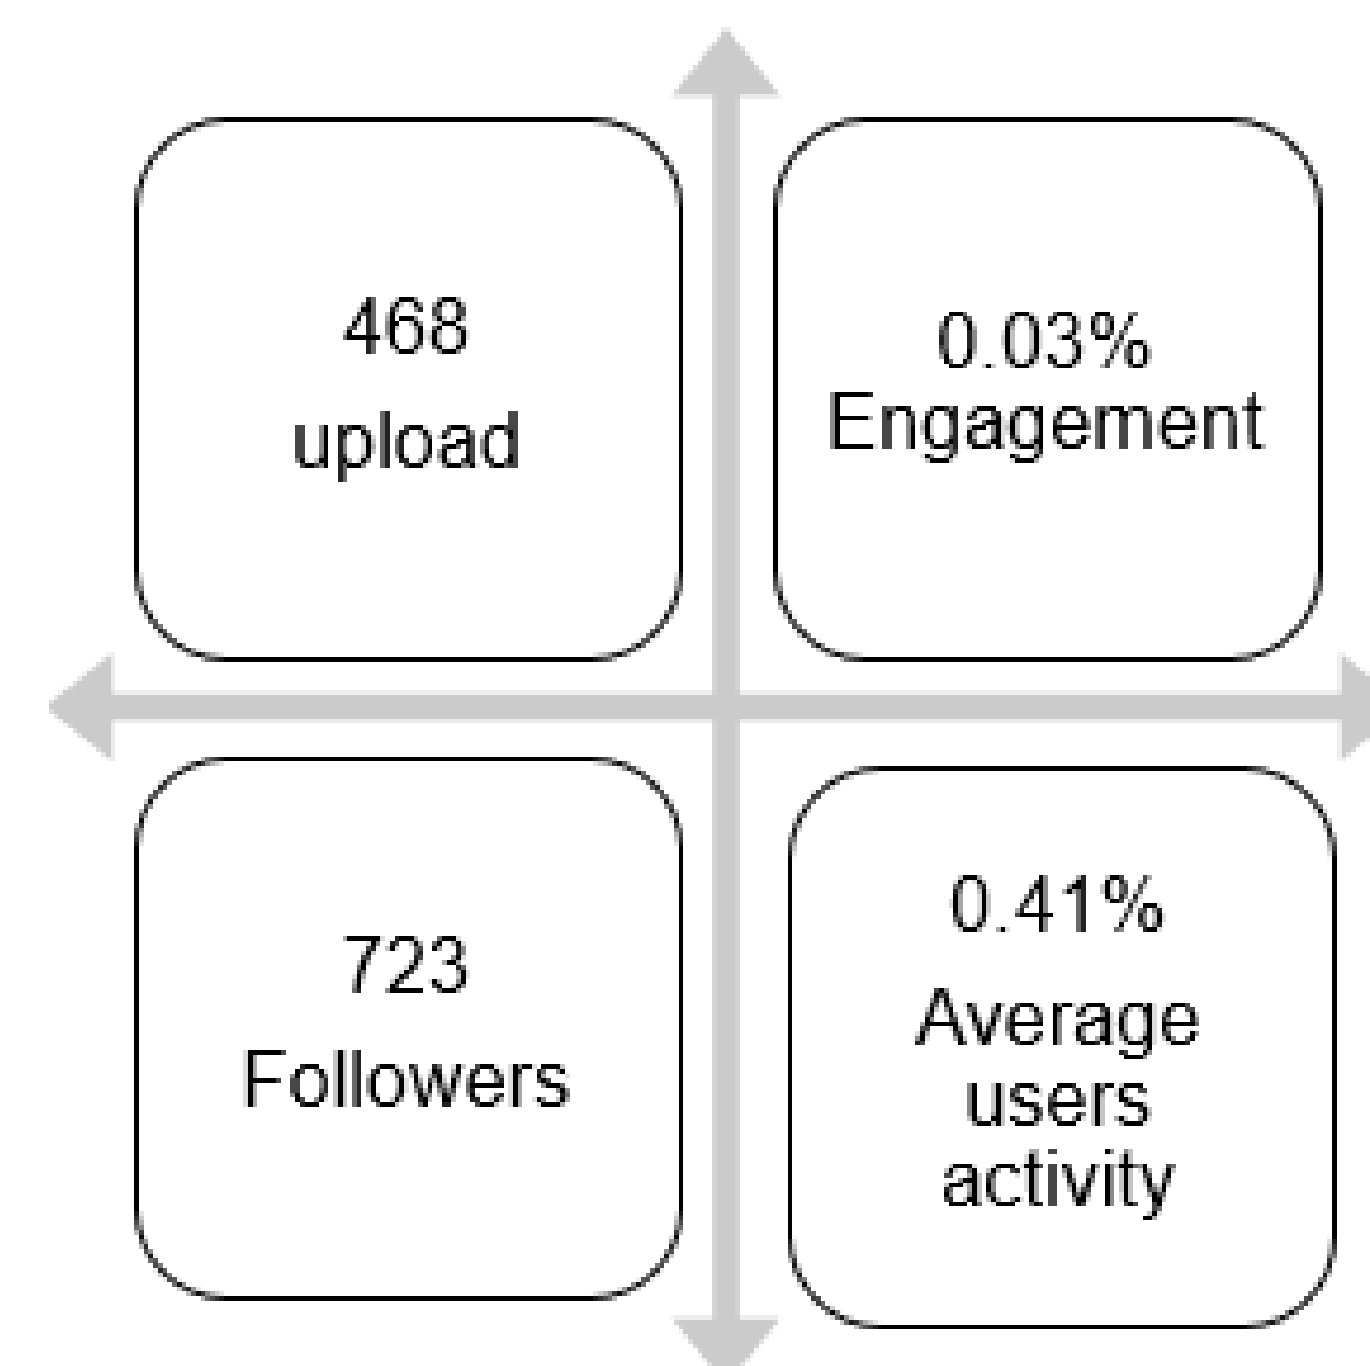 468
upload
0.03%
Engagement
723
Followers
0.41%
Average
users
activity